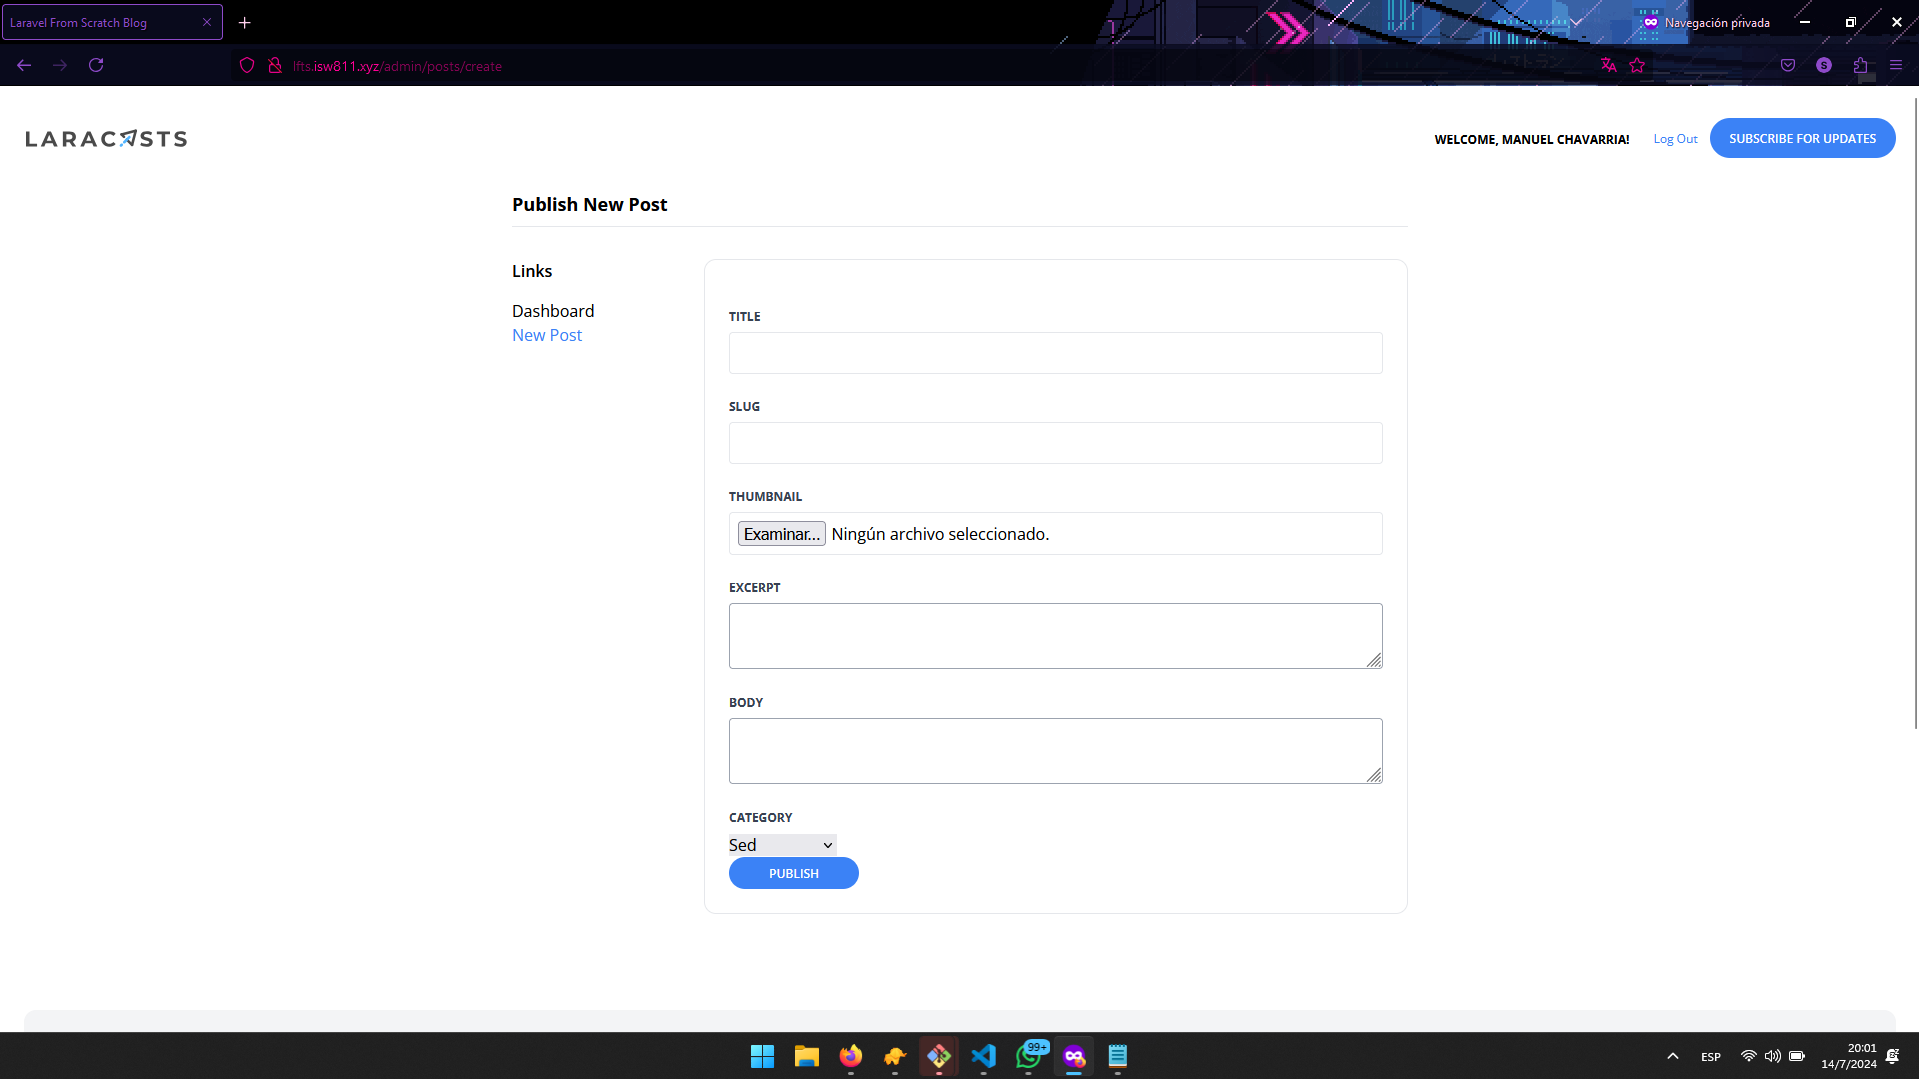 Laravel From Scratch Blog
Navegación privada
lfts.isw811.xyz/admin/posts/create
LARACASTS
WELCOME, MANUEL CHAVARRIA!
Log Out
SUBSCRIBE FOR UPDATES
Publish New Post
Links
Dashboard
New Post
TITLE
SLUG
THUMBNAIL
Examinar... Ningún archivo seleccionado.
EXCERPT
BODY
CATEGORY
Sed
PUBLISH
99+
ESP
20:01
14/7/2024